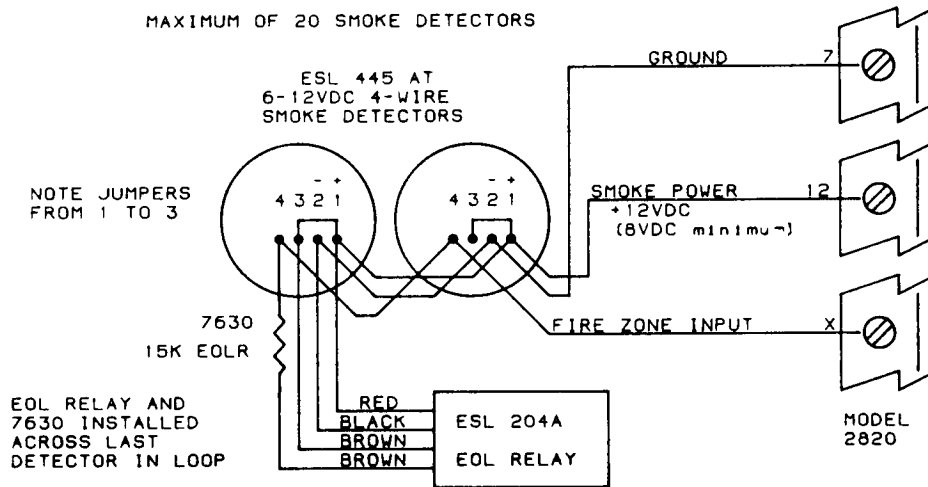 MAXIMUM OF 20 SMOKE DETECTORS
ESL 445 AT
6-12VDC 4-WIRE
SMOKE DETECTORS
NOTE JUMPERS
FROM 1 TO 3
- +
4 3 2 1
- +
4 3 2 1
GROUND 7
SMOKE POWER 12
+12VDC
(8VDC minimum)
FIRE ZONE INPUT X
7630
15K EOLR
EOL RELAY AND
7630 INSTALLED
ACROSS LAST
DETECTOR IN LOOP
RED
BLACK
BROWN
BROWN
ESL 204A
EOL RELAY
MODEL
2820